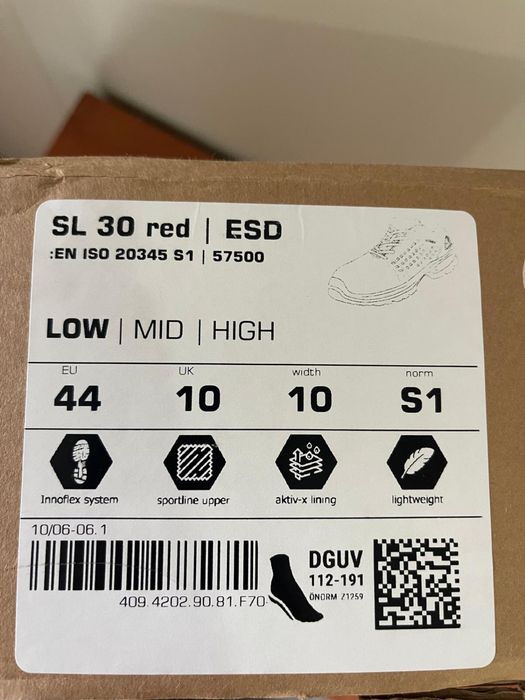 SL 30 red | ESD
:EN ISO 20345 S1 | 57500
LOW | MID | HIGH
EU UK width norm
44 10 10 S1
Innoflex system sportline upper aktiv-x lining lightweight
10/06-06.1
DGUV
112-191
ÖNORM Z1259
409.4202.90.81.F70